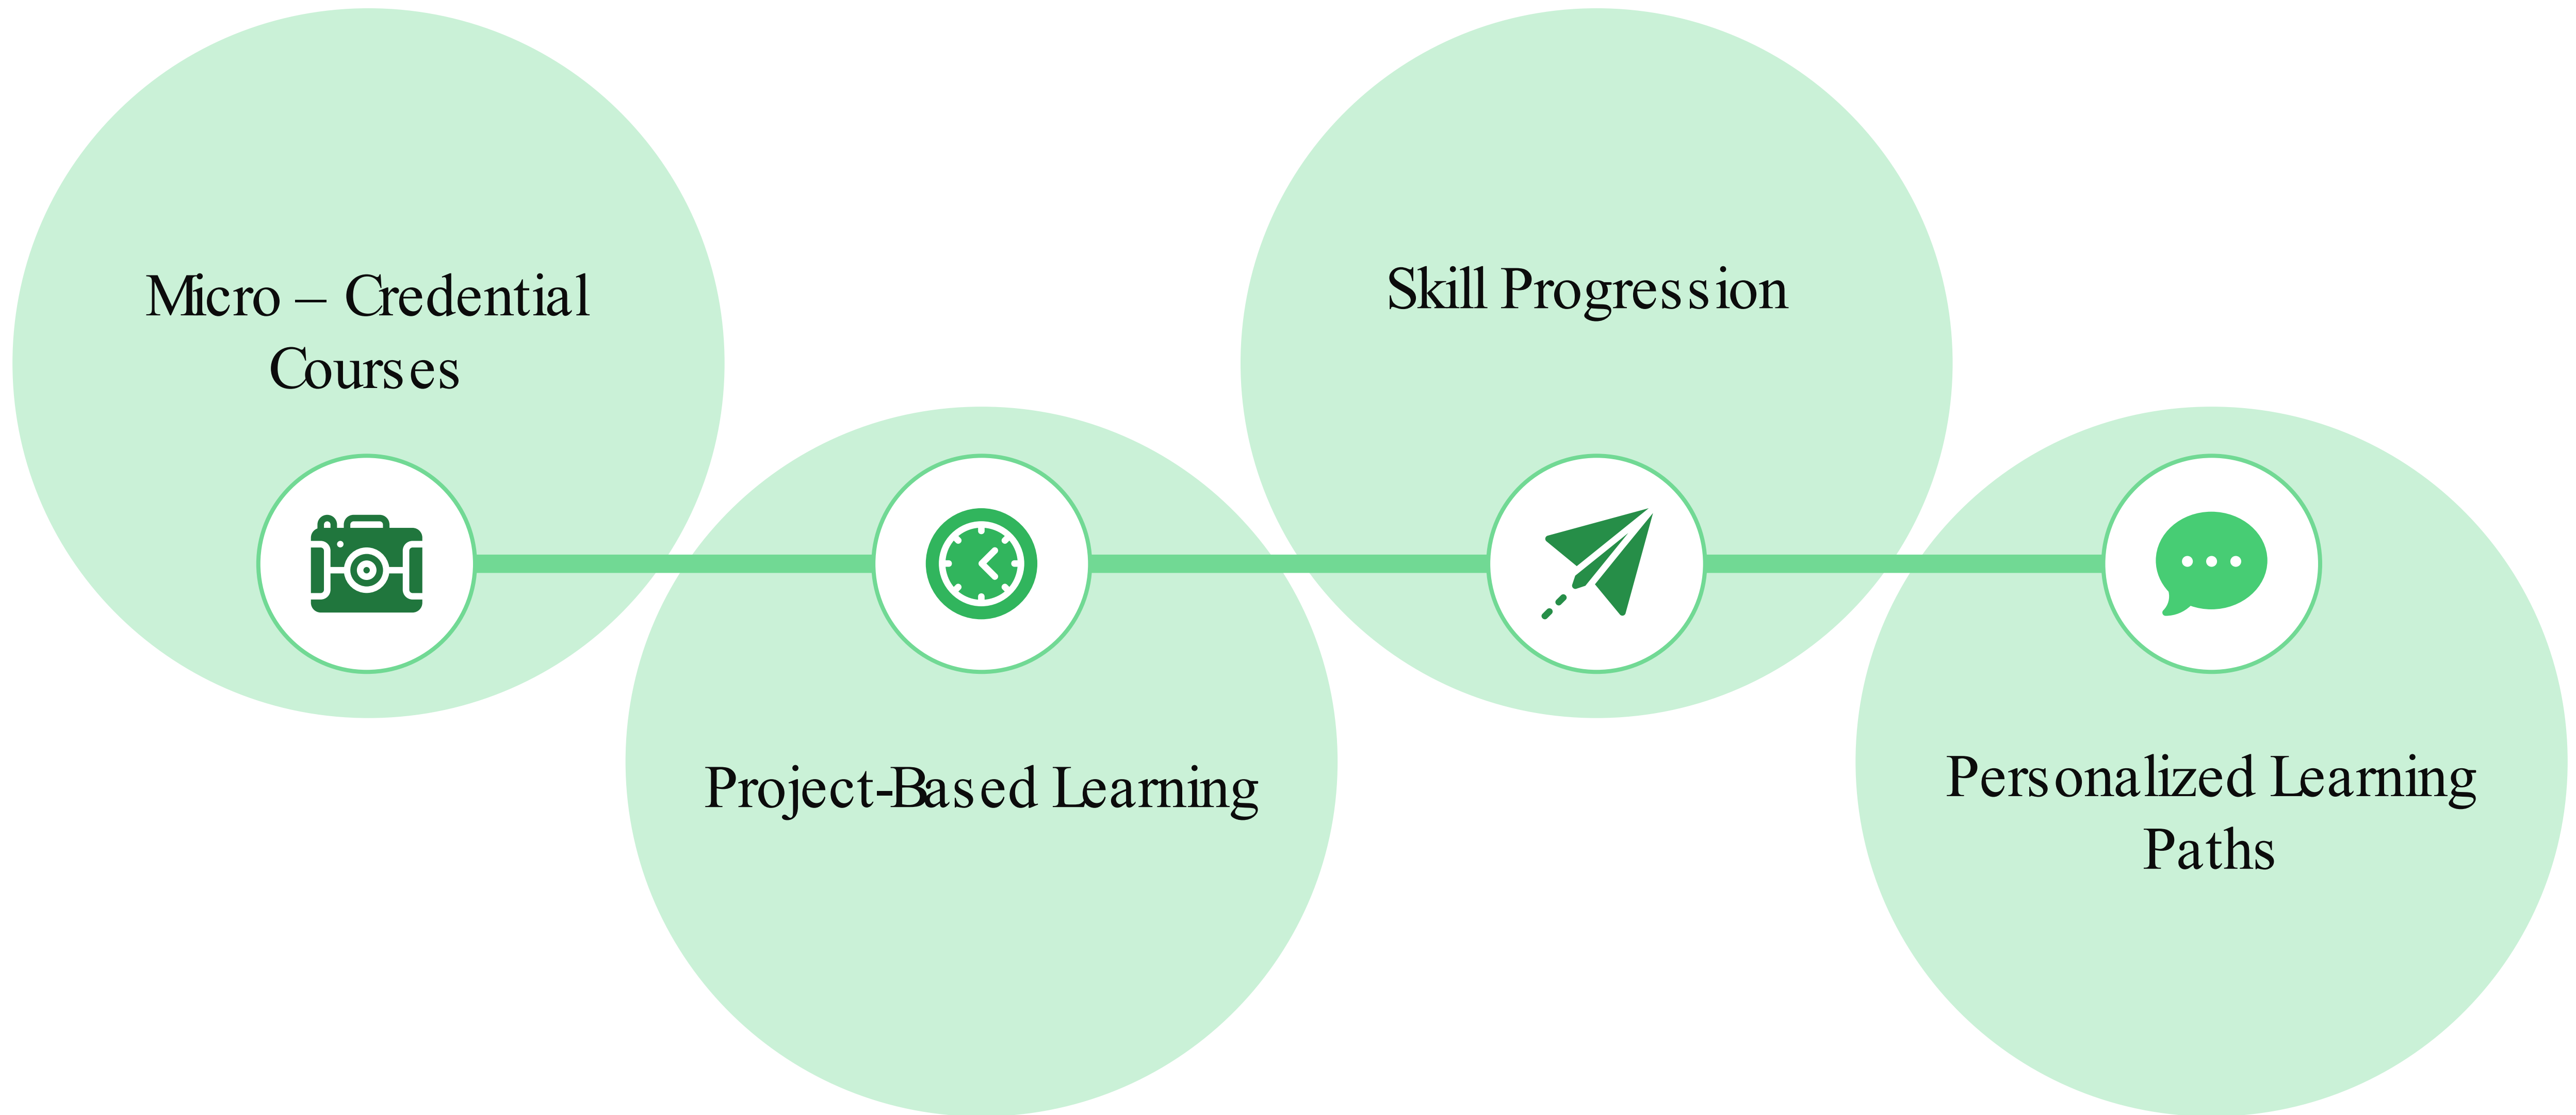 Micro – Credential
Courses
Project-Based Learning
Skill Progression
Personalized Learning
Paths